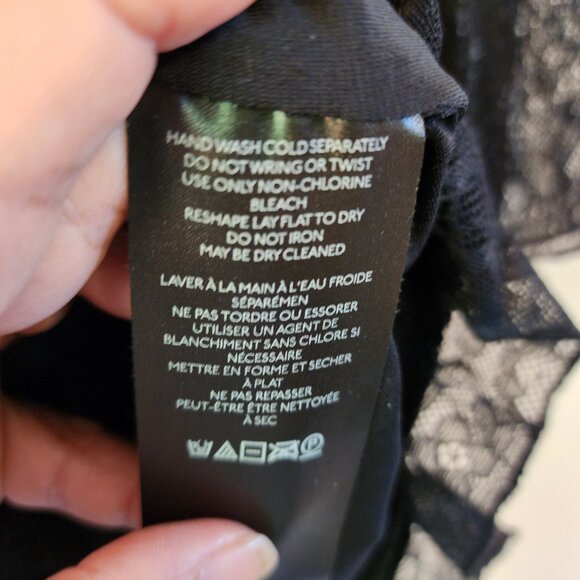 HAND WASH COLD SEPARATELY
DO NOT WRING OR TWIST
USE ONLY NON-CHLORINE
BLEACH
RESHAPE LAY FLAT TO DRY
DO NOT IRON
MAY BE DRY CLEANED
LAVER À LA MAIN À L'EAU FROIDE
SÉPARÉMEN
NE PAS TORDRE OU ESSORER
UTILISER UN AGENT DE
BLANCHIMENT SANS CHLORE SI
NÉCESSAIRE
METTRE EN FORME ET SECHER
À PLAT
NE PAS REPASSER
PEUT-ÊTRE ÊTRE NETTOYÉE
À SEC